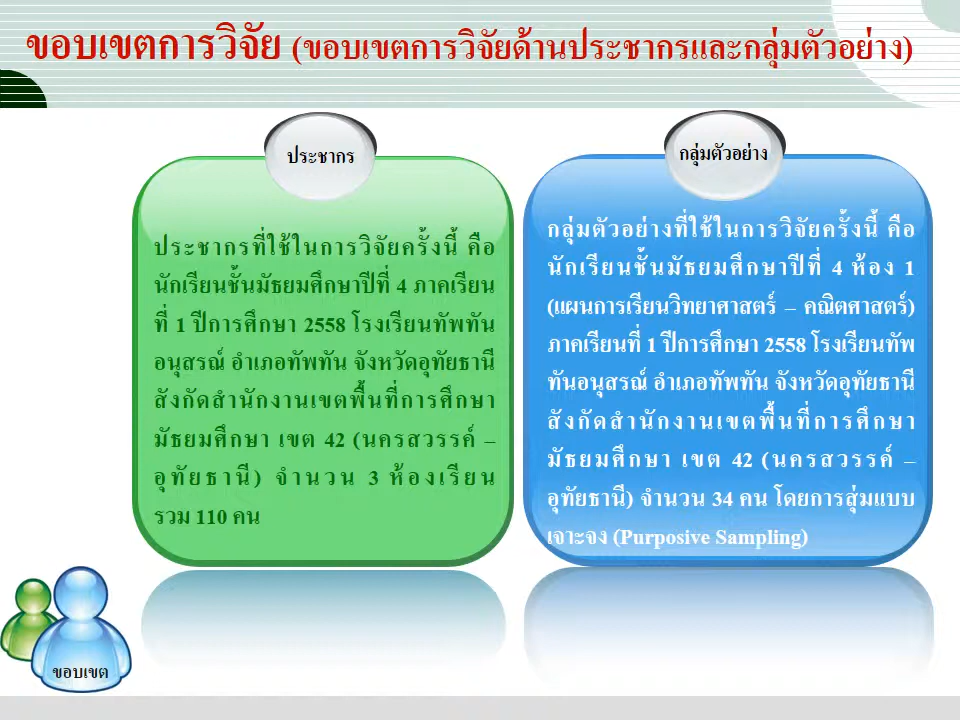 ขอบเขตการวิจัย (ขอบเขตการวิจัยด้านประชากรและกลุ่มตัวอย่าง)
ประชากร
ประชากรที่ใช้ในการวิจัยครั้งนี้ คือ
นักเรียนชั้นมัธยมศึกษาปีที่ 4 ภาคเรียน
ที่ 1 ปีการศึกษา 2558 โรงเรียนทัพทัน
อนุสรณ์ อำเภอทัพทัน จังหวัดอุทัยธานี
สังกัดสำนักงานเขตพื้นที่การศึกษา
มัธยมศึกษา เขต 42 (นครสวรรค์ –
อุทัยธานี) จำนวน 3 ห้องเรียน
รวม 110 คน
กลุ่มตัวอย่าง
กลุ่มตัวอย่างที่ใช้ในการวิจัยครั้งนี้ คือ
นักเรียนชั้นมัธยมศึกษาปีที่ 4 ห้อง 1
(แผนการเรียนวิทยาศาสตร์ – คณิตศาสตร์)
ภาคเรียนที่ 1 ปีการศึกษา 2558 โรงเรียนทัพ
ทันอนุสรณ์ อำเภอทัพทัน จังหวัดอุทัยธานี
สังกัดสำนักงานเขตพื้นที่การศึกษา
มัธยมศึกษา เขต 42 (นครสวรรค์ –
อุทัยธานี) จำนวน 34 คน โดยการสุ่มแบบ
เจาะจง (Purposive Sampling)
ขอบเขต